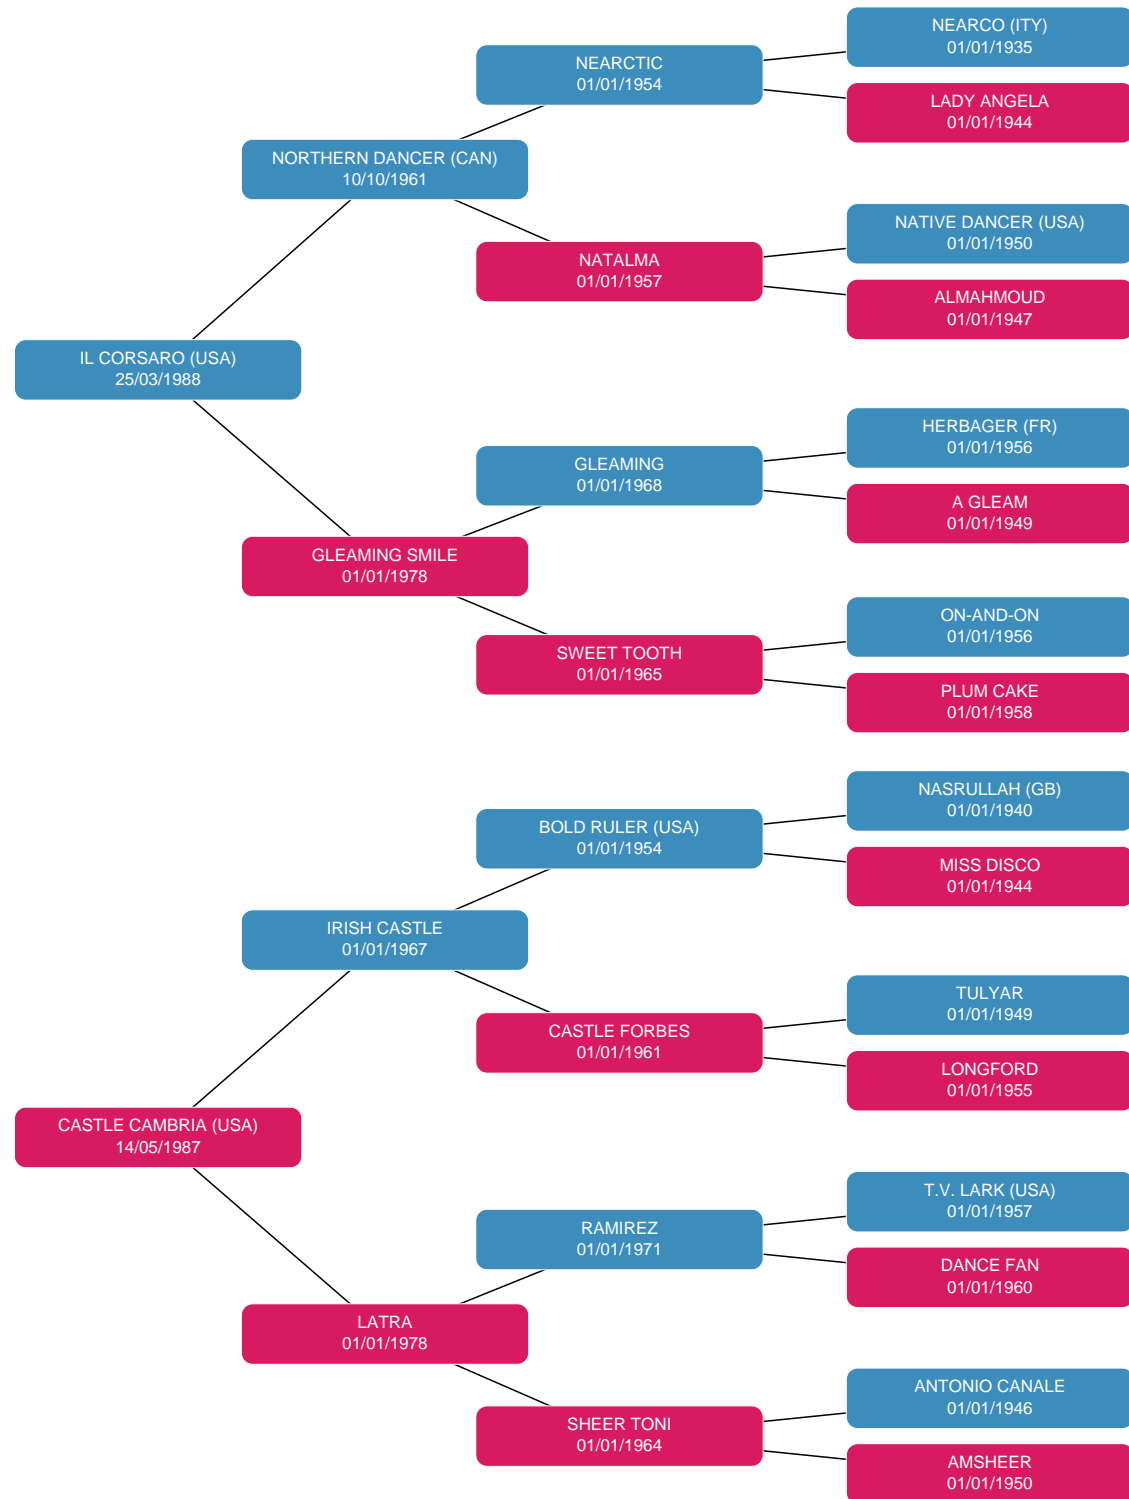 NEARCO (ITY)
01/01/1935
NEARCTIC
01/01/1954
LADY ANGELA
01/01/1944
NORTHERN DANCER (CAN)
10/10/1961
NATIVE DANCER (USA)
01/01/1950
NATALMA
01/01/1957
ALMAHMOUD
01/01/1947
IL CORSARO (USA)
25/03/1988
HERBAGER (FR)
01/01/1956
GLEAMING
01/01/1968
A GLEAM
01/01/1949
GLEAMING SMILE
01/01/1978
ON-AND-ON
01/01/1956
SWEET TOOTH
01/01/1965
PLUM CAKE
01/01/1958
NASRULLAH (GB)
01/01/1940
BOLD RULER (USA)
01/01/1954
MISS DISCO
01/01/1944
IRISH CASTLE
01/01/1967
TULYAR
01/01/1949
CASTLE FORBES
01/01/1961
LONGFORD
01/01/1955
CASTLE CAMBRIA (USA)
14/05/1987
T.V. LARK (USA)
01/01/1957
RAMIREZ
01/01/1971
DANCE FAN
01/01/1960
LATRA
01/01/1978
ANTONIO CANALE
01/01/1946
SHEER TONI
01/01/1964
AMSHEER
01/01/1950